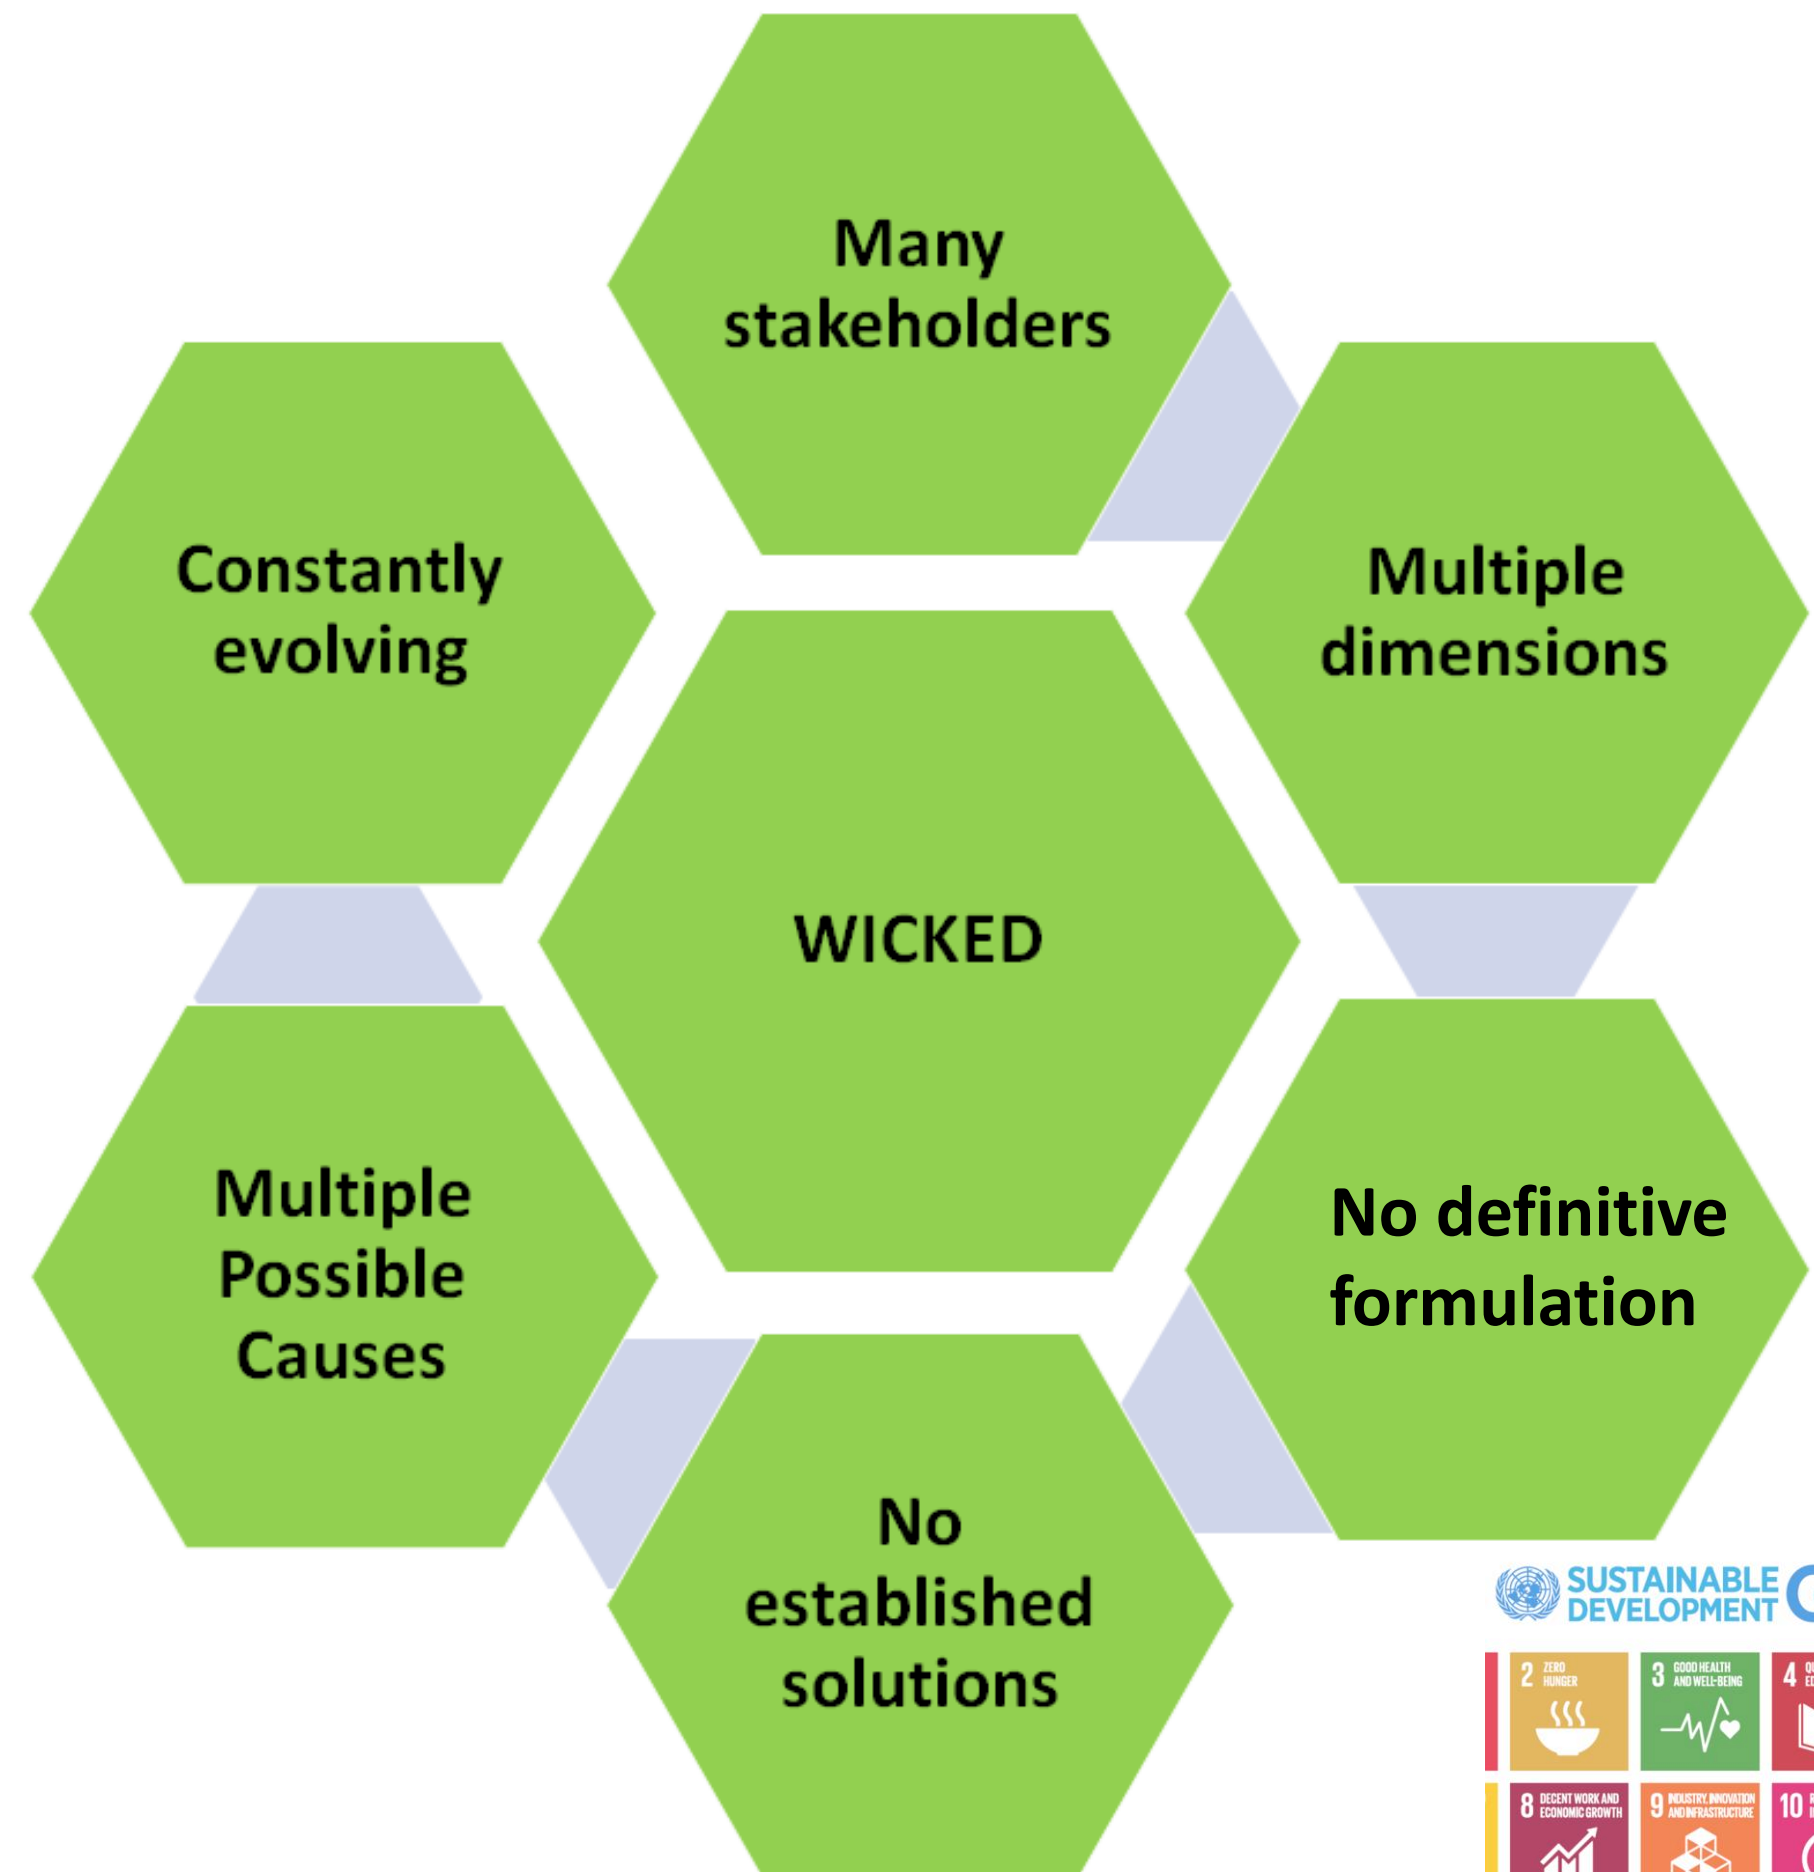 Many
stakeholders
Constantly
evolving
Multiple
dimensions
WICKED
Multiple
Possible
Causes
No definitive
formulation
No
established
solutions
SUSTAINABLE
DEVELOPMENT
2 ZERO
HUNGER
3 GOOD HEALTH
AND WELL-BEING
4
8 DECENT WORK AND
ECONOMIC GROWTH
9 INDUSTRY, INNOVATION
AND INFRASTRUCTURE
10